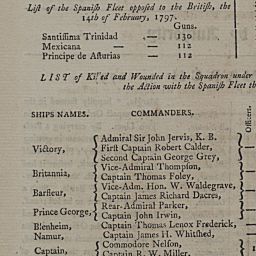 Liſt of the Spaniſh Fleet oppoſed to the Britiſh, the
14th of February, 1797.
Guns.
Santiſſima Trinidad — 130
Mexicana — — 112
Principe de Aſturias — 112
LIST of Killed and Wounded in the Squadron under
the Action with the Spaniſh Fleet
SHIPS NAMES. COMMANDERS.
Officers.
Victory, Admiral Sir John Jervis, K. B.
Firſt Captain Robert Calder,
Second Captain George Grey,
Britannia, Vice-Admiral Thompſon,
Captain Thomas Foley,
Barfleur, Vice-Adm. Hon. W. Waldegrave,
Captain James Richard Dacres,
Prince George, Rear-Admiral Parker,
Captain John Irwin,
Blenheim, Captain Thomas Lenox Frederick,
Namur, Captain James H. Whitſhed,
Captain, Commodore Nelſon,
Captain R. W. Miller,